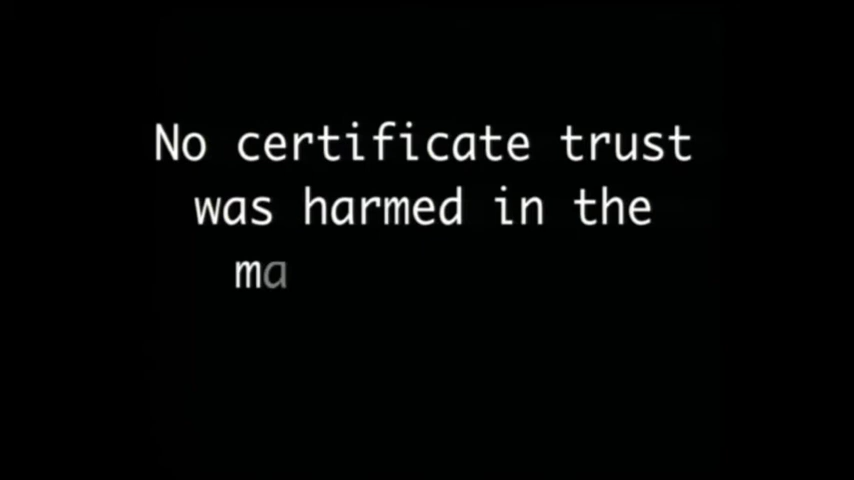 No certificate trust
was harmed in the
ma